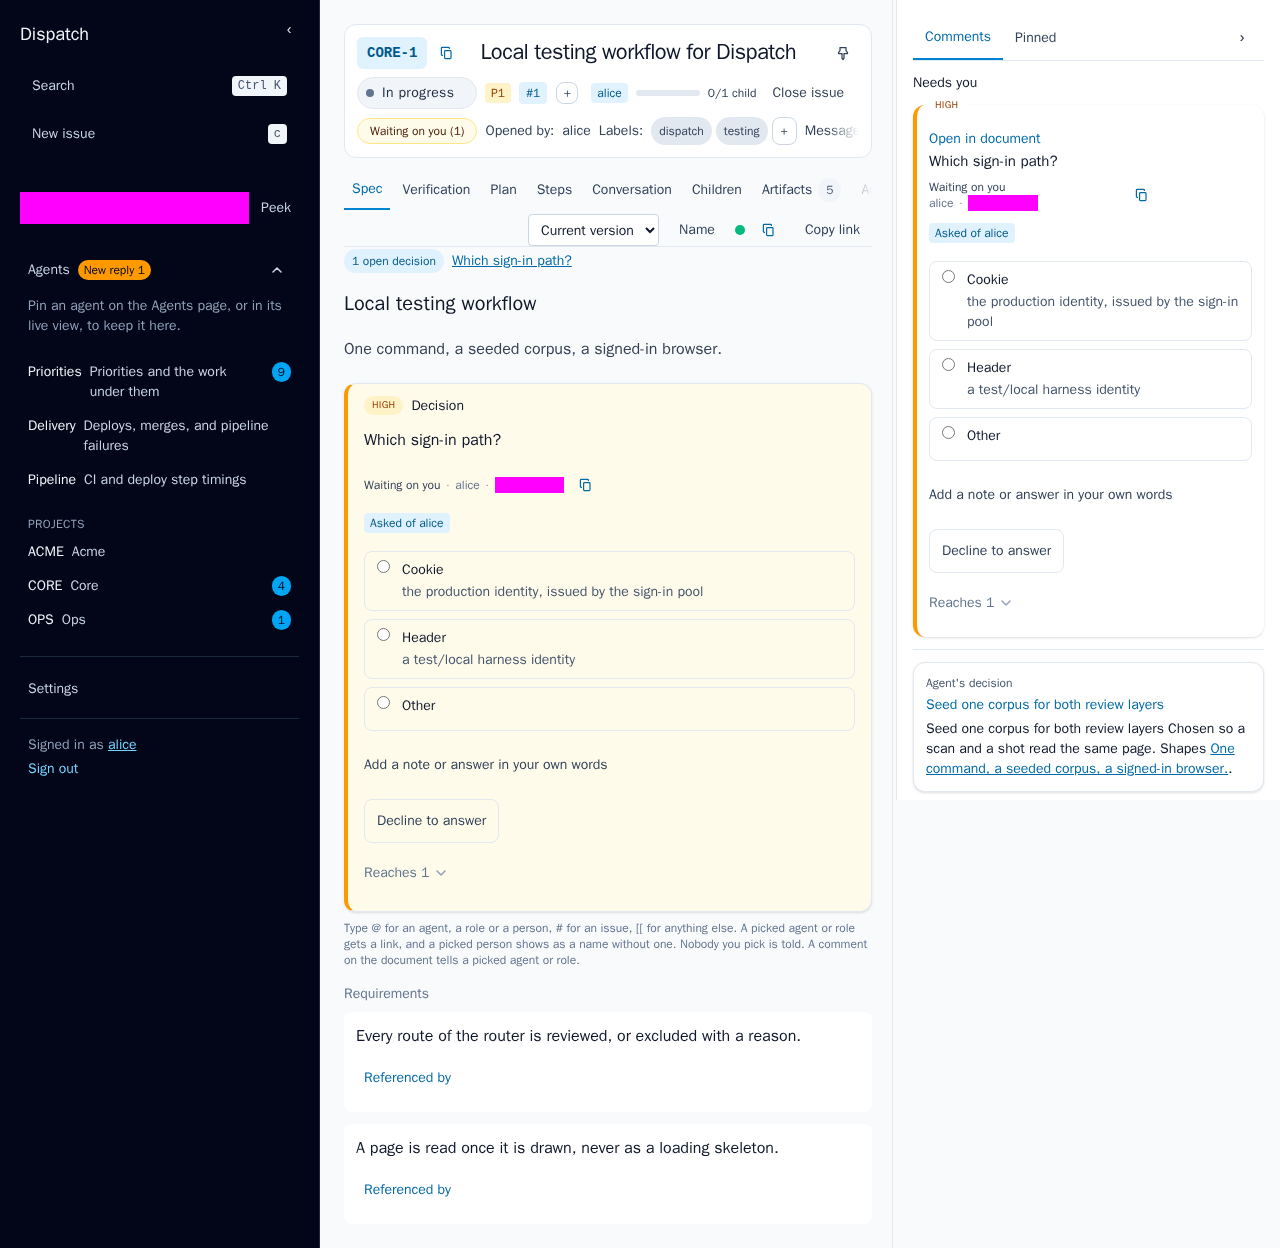 Dispatch
‹
Search
Ctrl K
New issue
C
Peek
Agents
New reply 1
Pin an agent on the Agents page, or in its
live view, to keep it here.
Priorities Priorities and the work
under them
9
Delivery Deploys, merges, and pipeline
failures
Pipeline CI and deploy step timings
PROJECTS
ACME Acme
CORE Core
4
OPS Ops
1
Settings
Signed in as alice
Sign out
CORE-1
Local testing workflow for Dispatch
In progress
P1
#1
+
alice
0/1 child
Close issue
Waiting on you (1)
Opened by: alice Labels: dispatch testing + Message
Spec
Verification
Plan
Steps
Conversation
Children
Artifacts 5
Current version
Name
Copy link
1 open decision
Which sign-in path?
Local testing workflow
One command, a seeded corpus, a signed-in browser.
HIGH
Decision
Which sign-in path?
Waiting on you · alice ·
Asked of alice
Cookie
the production identity, issued by the sign-in pool
Header
a test/local harness identity
Other
Add a note or answer in your own words
Decline to answer
Reaches 1
Type @ for an agent, a role or a person, # for an issue, [[ for anything else. A picked agent or role
gets a link, and a picked person shows as a name without one. Nobody you pick is told. A comment
on the document tells a picked agent or role.
Requirements
Every route of the router is reviewed, or excluded with a reason.
Referenced by
A page is read once it is drawn, never as a loading skeleton.
Referenced by
Comments
Pinned
›
Needs you
HIGH
Open in document
Which sign-in path?
Waiting on you
alice ·
Asked of alice
Cookie
the production identity, issued by the sign-in
pool
Header
a test/local harness identity
Other
Add a note or answer in your own words
Decline to answer
Reaches 1
Agent's decision
Seed one corpus for both review layers
Seed one corpus for both review layers Chosen so a
scan and a shot read the same page. Shapes One
command, a seeded corpus, a signed-in browser..